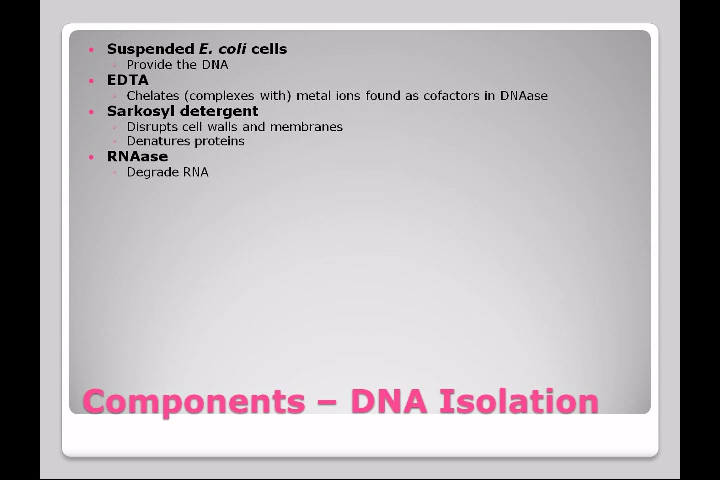 Suspended E. coli cells
Provide the DNA
EDTA
Chelates (complexes with) metal ions found as cofactors in DNAase
Sarkosyl detergent
Disrupts cell walls and membranes
Denatures proteins
RNAase
Degrade RNA
Components – DNA Isolation